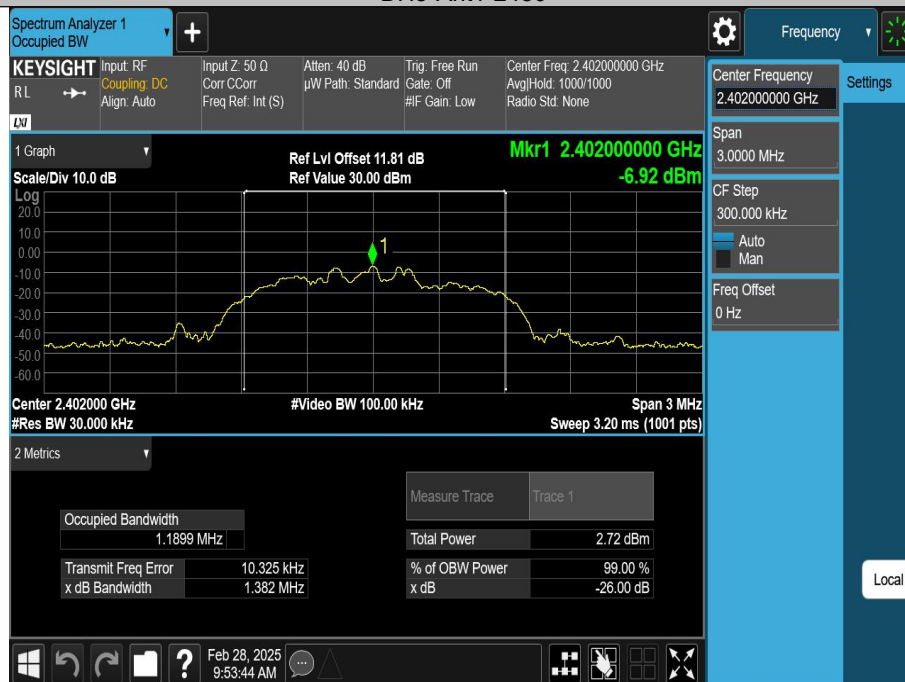 Spectrum Analyzer 1
Occupied BW
Frequency
KEYSIGHT
R L
LXI
Input: RF
Coupling: DC
Align: Auto
Input Z: 50 Ω
Corr CCorr
Freq Ref: Int (S)
Atten: 40 dB
µW Path: Standard
Trig: Free Run
Gate: Off
#IF Gain: Low
Center Freq: 2.402000000 GHz
Avg|Hold: 1000/1000
Radio Std: None
Center Frequency
2.402000000 GHz
Settings
Span
3.0000 MHz
CF Step
300.000 kHz
Auto
Man
Freq Offset
0 Hz
Local
1 Graph
Scale/Div 10.0 dB
Ref Lvl Offset 11.81 dB
Ref Value 30.00 dBm
Mkr1 2.402000000 GHz
-6.92 dBm
Log
20.0
10.0
0.00
-10.0
-20.0
-30.0
-40.0
-50.0
-60.0
1
Center 2.402000 GHz
#Video BW 100.00 kHz
Span 3 MHz
#Res BW 30.000 kHz
Sweep 3.20 ms (1001 pts)
2 Metrics
Measure Trace
Trace 1
Occupied Bandwidth
1.1899 MHz
Total Power
2.72 dBm
Transmit Freq Error
10.325 kHz
% of OBW Power
99.00 %
x dB Bandwidth
1.382 MHz
x dB
-26.00 dB
?
Feb 28, 2025
9:53:44 AM